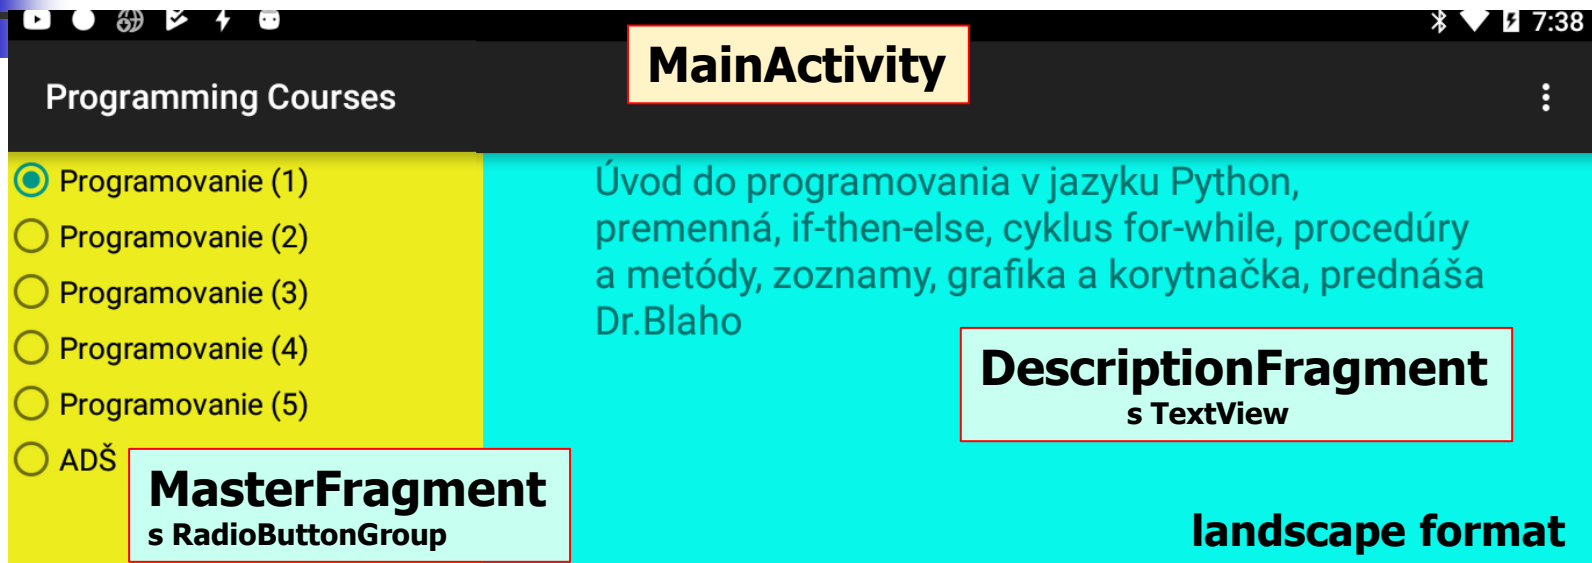 7:38
MainActivity
Programming Courses
Programovanie (1)
Programovanie (2)
Programovanie (3)
Programovanie (4)
Programovanie (5)
ADŠ
MasterFragment
s RadioButtonGroup
Úvod do programovania v jazyku Python,
premenná, if-then-else, cyklus for-while, procedúry
a metódy, zoznamy, grafika a korytnačka, prednáša
Dr.Blaho
DescriptionFragment
s TextView
landscape format